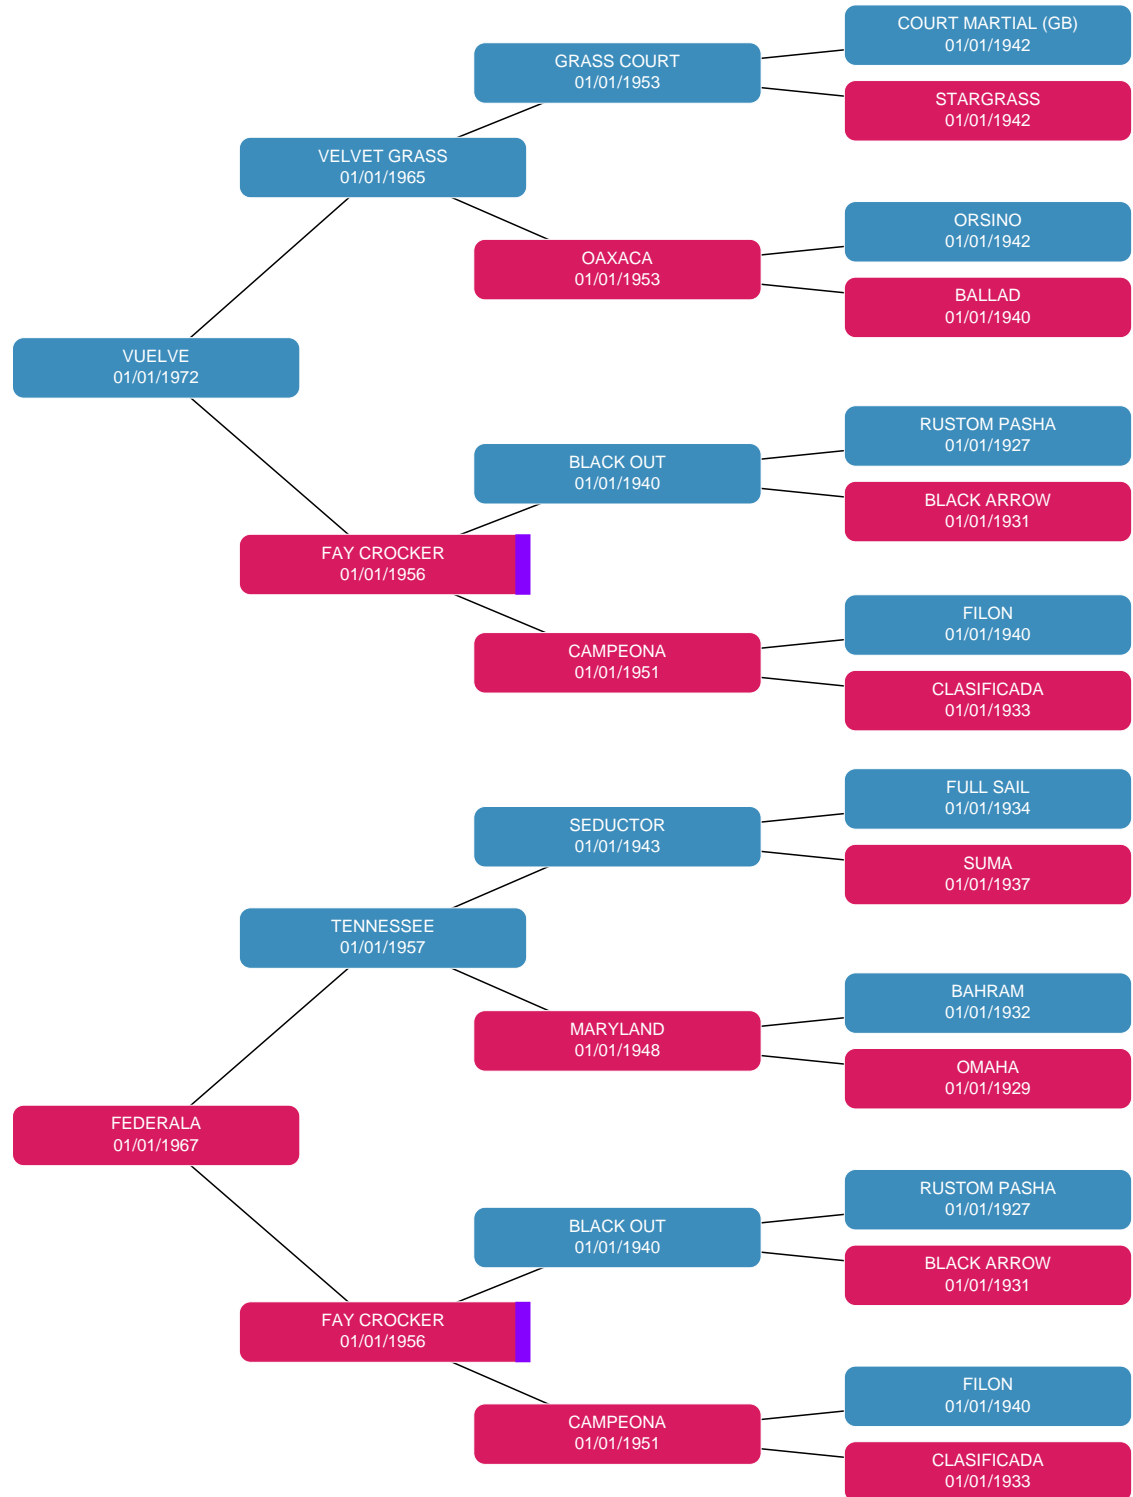 COURT MARTIAL (GB)
01/01/1942
GRASS COURT
01/01/1953
STARGRASS
01/01/1942
VELVET GRASS
01/01/1965
ORSINO
01/01/1942
OAXACA
01/01/1953
BALLAD
01/01/1940
VUELVE
01/01/1972
RUSTOM PASHA
01/01/1927
BLACK OUT
01/01/1940
BLACK ARROW
01/01/1931
FAY CROCKER
01/01/1956
FILON
01/01/1940
CAMPEONA
01/01/1951
CLASIFICADA
01/01/1933
FULL SAIL
01/01/1934
SEDUCTOR
01/01/1943
SUMA
01/01/1937
TENNESSEE
01/01/1957
BAHRAM
01/01/1932
MARYLAND
01/01/1948
OMAHA
01/01/1929
FEDERALA
01/01/1967
RUSTOM PASHA
01/01/1927
BLACK OUT
01/01/1940
BLACK ARROW
01/01/1931
FAY CROCKER
01/01/1956
FILON
01/01/1940
CAMPEONA
01/01/1951
CLASIFICADA
01/01/1933